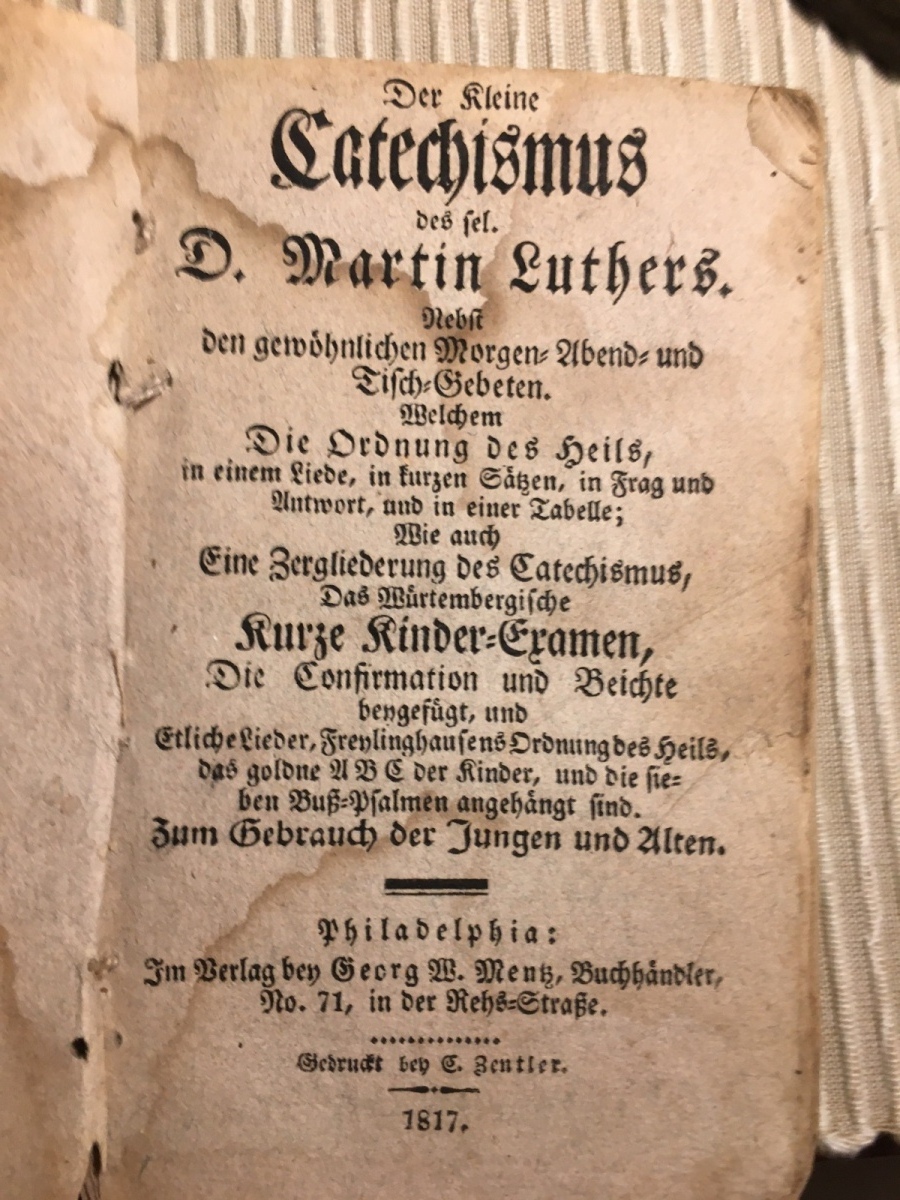 Der Kleine
Catechismus
des sel.
D. Martin Luthers.
Nebst
den gewöhnlichen Morgen- Abend- und
Tisch-Gebeten.
Welchem
Die Ordnung des Heils,
in einem Liede, in kurzen Sätzen, in Frag und
Antwort, und in einer Tabelle;
Wie auch
Eine Zergliederung des Catechismus,
Das Würtembergische
Kurze Kinder-Examen,
Die Confirmation und Beichte
beygefügt, und
Etliche Lieder, Freylinghausens Ordnung des Heils,
das goldne A B C der Kinder, und die sie-
ben Buß-Psalmen angehängt sind.
Zum Gebrauch der Jungen und Alten.
Philadelphia:
Im Verlag bey Georg W. Mentz, Buchhändler,
No. 71, in der Rehs-Straße.
Gedruckt bey C. Zentler.
1817.